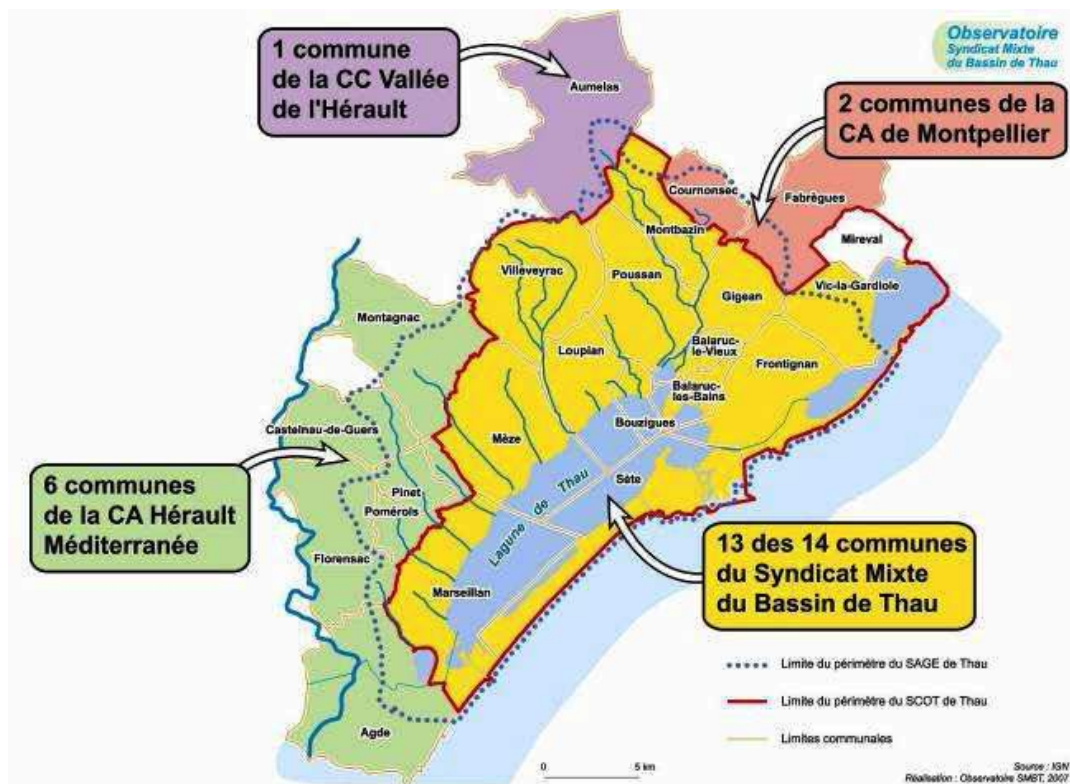 Observatoire
Syndicat Mixte
du Bassin de Thau
1 commune
de la CC Vallée
de l'Hérault
2 communes de la
CA de Montpellier
Aumelas
Cournonsec
Fabrègues
Mireval
Montbazin
Villeveyrac
Poussan
Gigean
Vic-la-Gardiole
Montagnac
Loupian
Balaruc-
le-Vieux
Frontignan
Balaruc-
les-Bains
Bouzigues
Castelnau-de-Guers
Mèze
Sète
Lagune de Thau
6 communes
de la CA Hérault
Méditerranée
Pinet
Pomérols
Florensac
Marseillan
13 des 14 communes
du Syndicat Mixte
du Bassin de Thau
Agde
Limite du périmètre du SAGE de Thau
Limite du périmètre du SCOT de Thau
Limites communales
0 5 km
Source : IGN
Réalisation : Observatoire SMBT, 2007